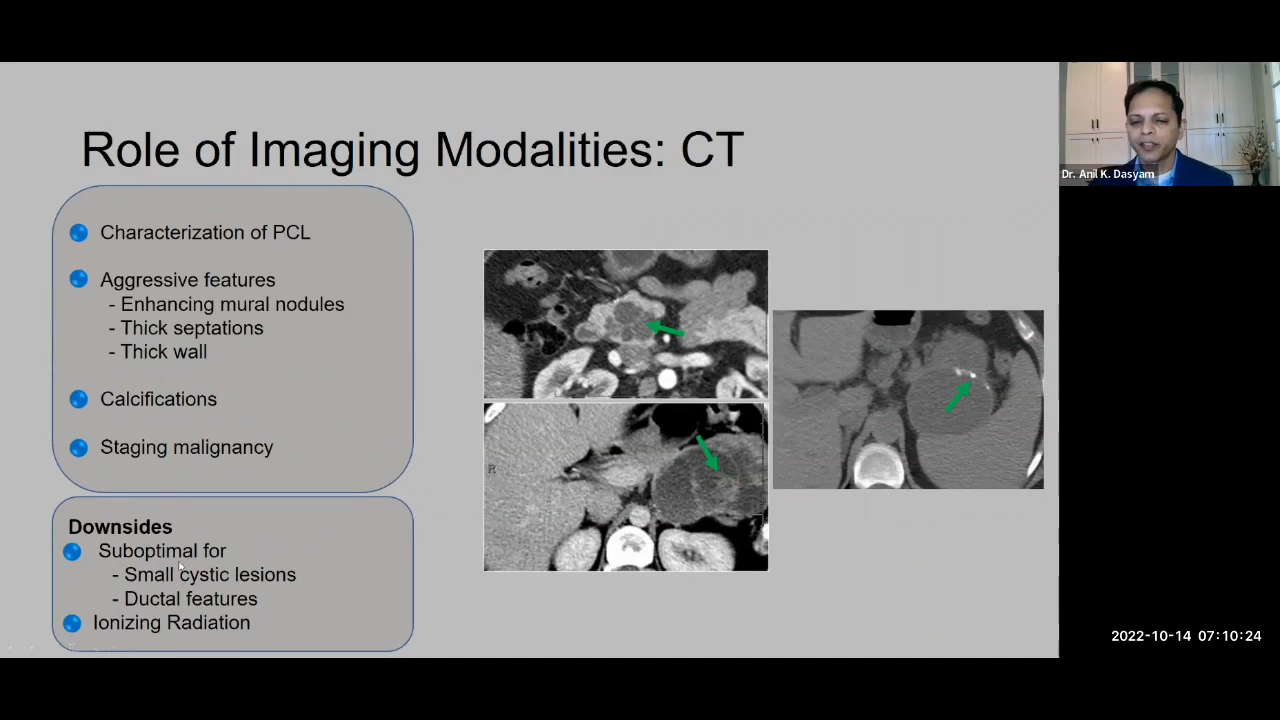 Role of Imaging Modalities: CT
Characterization of PCL
Aggressive features
- Enhancing mural nodules
- Thick septations
- Thick wall
Calcifications
Staging malignancy
Downsides
Suboptimal for
- Small cystic lesions
- Ductal features
Ionizing Radiation
R
Dr. Anil K. Dasyam
2022-10-14 07:10:24